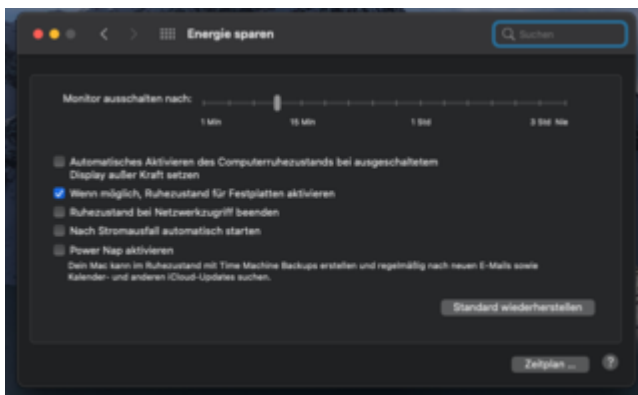 Energie sparen
Suchen
Monitor ausschalten nach:
1 Min
15 Min
1 Std
3 Std Nie
Automatisches Aktivieren des Computerruhezustands bei ausgeschaltetem
Display außer Kraft setzen
Wenn möglich, Ruhezustand für Festplatten aktivieren
Ruhezustand bei Netzwerkzugriff beenden
Nach Stromausfall automatisch starten
Power Nap aktivieren
Dein Mac kann im Ruhezustand mit Time Machine Backups erstellen und regelmäßig nach neuen E-Mails sowie
Kalender- und anderen iCloud-Updates suchen.
Standard wiederherstellen
Zeitplan ...
?